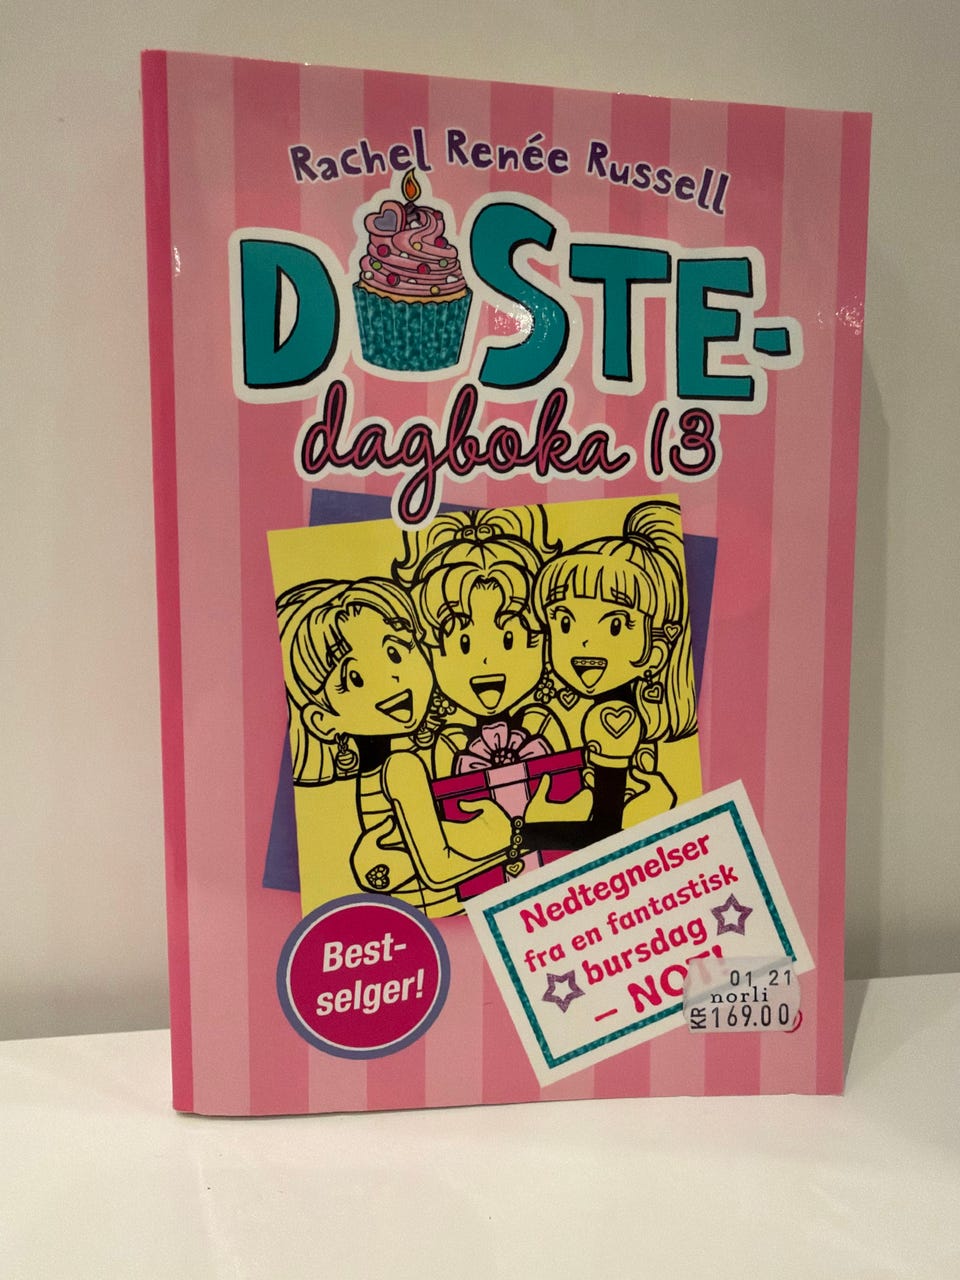 Rachel Renée Russell
DOSTE-
dagboka 13
Nedtegnelser
fra en fantastisk
bursdag
– NOT!
Best-
selger!
01 21
norli
KR 169.00